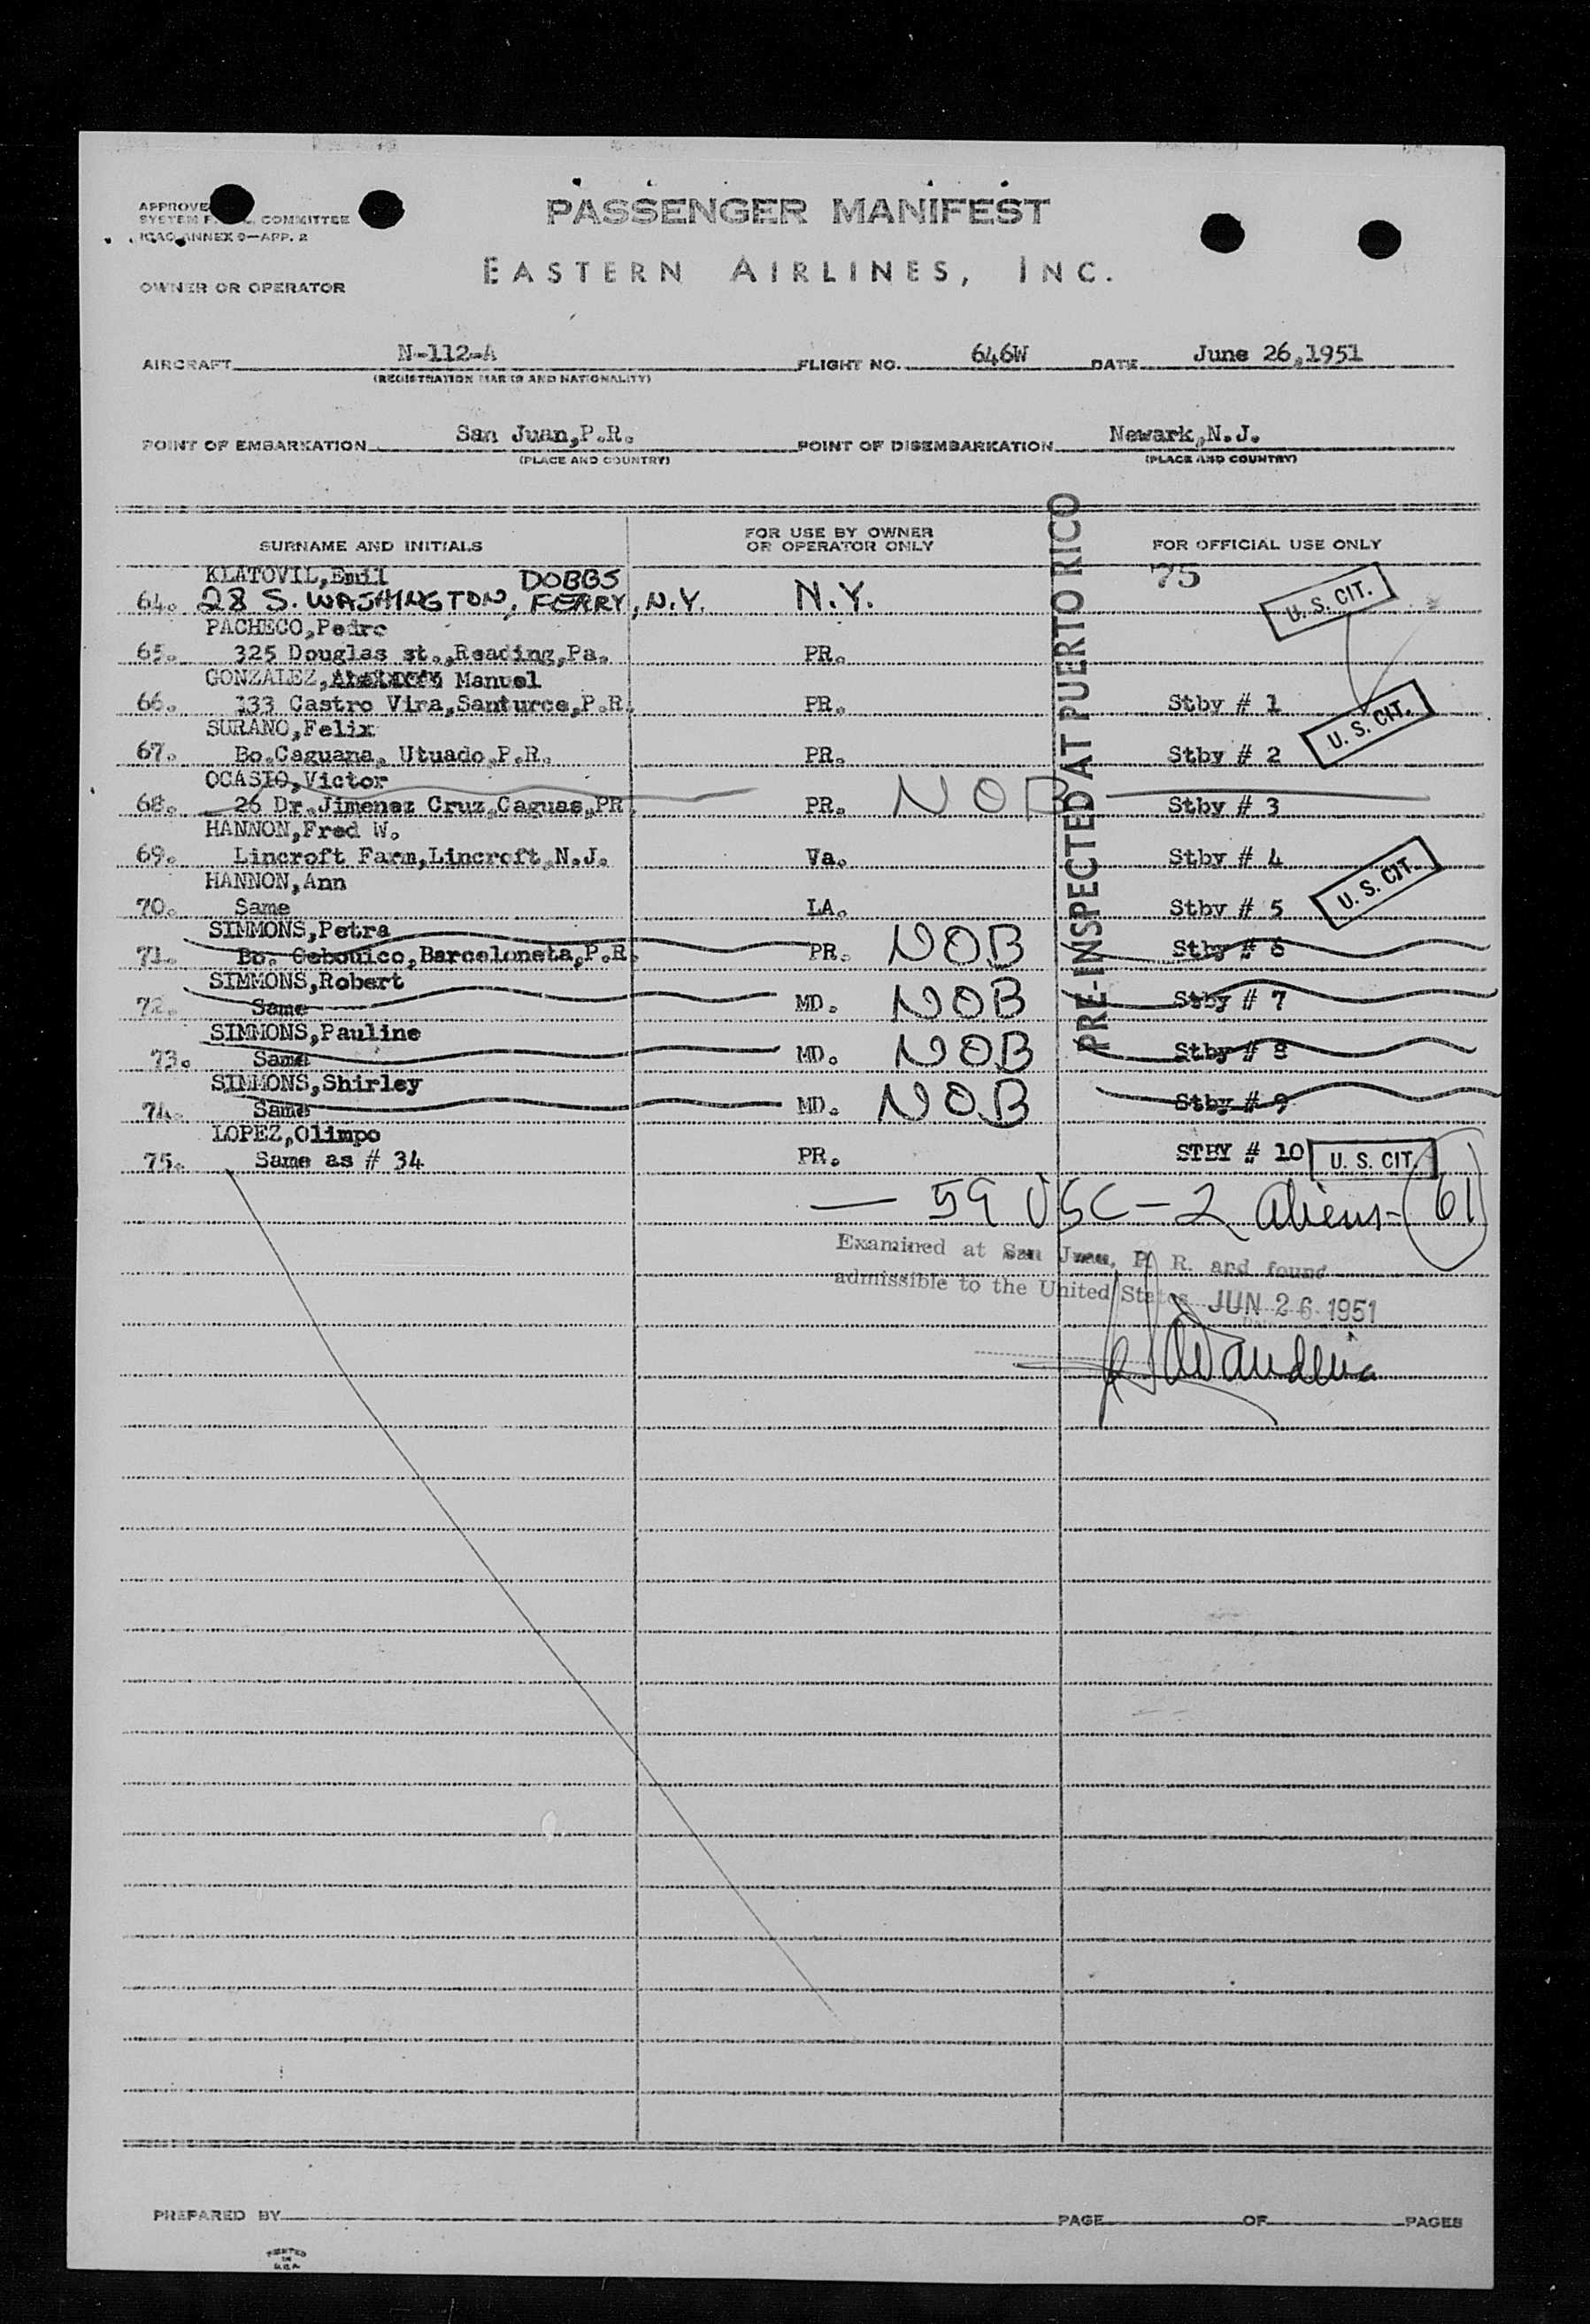 PASSENGER MANIFEST
COMMITTEE
ANNEX 9—APP. 2
EASTERN AIRLINES, INC.
OWNER OR OPERATOR
AIRCRAFT N-112-A FLIGHT NO. 646W DATE June 26,1951
(REGISTRATION MARKS AND NATIONALITY)
POINT OF EMBARKATION San Juan,P.R. POINT OF DISEMBARKATION Newark,N.J.
(PLACE AND COUNTRY) (PLACE AND COUNTRY)
SURNAME AND INITIALS FOR USE BY OWNER OR OPERATOR ONLY FOR OFFICIAL USE ONLY
PRE-INSPECTED AT PUERTO RICO
KLATOVIL,Emil 75
64. 28 S. WASHINGTON, DOBBS FERRY, N.Y. N.Y. U. S. CIT.
PACHECO,Pedro
65. 325 Douglas st.,Reading,Pa. PR.
GONZALEZ, Manuel
66. 133 Castro Vira,Santurce,P.R. PR. Stby # 1
SURANO,Felix U. S. CIT.
67. Bo.Caguana, Utuado,P.R. PR. Stby # 2
OCASIO,Victor
68. 26 Dr.Jimenez Cruz,Caguas,PR. PR. NOB Stby # 3
HANNON,Fred W.
69. Lincroft Farm,Lincroft,N.J. Va. Stby # 4
HANNON,Ann U. S. CIT.
70. Same LA. Stby # 5
SIMMONS,Petra
71. Bo. Barceloneta,P.R. PR. NOB Stby # 6
SIMMONS,Robert
72. Same MD. NOB Stby # 7
SIMMONS,Pauline
73. Same MD. NOB Stby # 8
SIMMONS,Shirley
74. Same MD. NOB Stby # 9
LOPEZ,Olimpo
75. Same as # 34 PR. STBY # 10 U. S. CIT.
— 59 USC – 2 aliens – 61
Examined at San Juan, P. R. and found
admissible to the United States JUN 26 1951
PREPARED BY PAGE OF PAGES
PRINTED
IN
U.S.A.